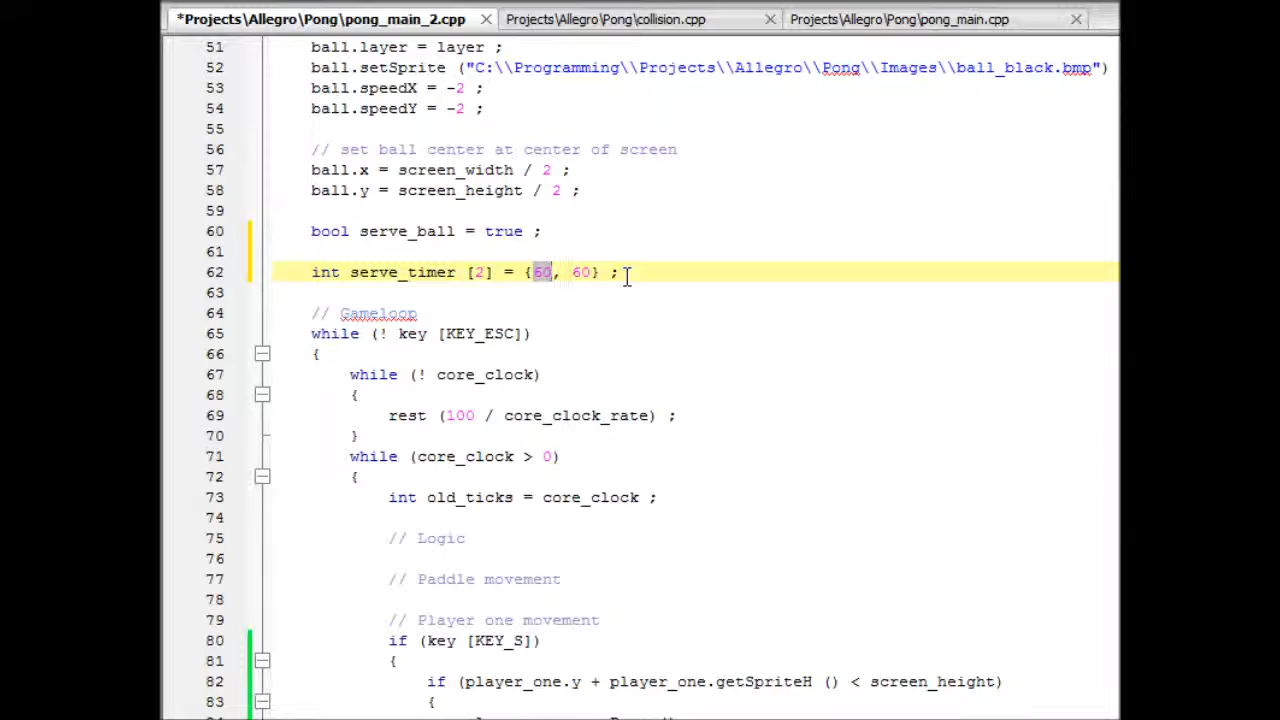 *Projects\Allegro\Pong\pong_main_2.cpp Projects\Allegro\Pong\collision.cpp Projects\Allegro\Pong\pong_main.cpp
51 ball.layer = layer ;
52 ball.setSprite ("C:\\Programming\\Projects\\Allegro\\Pong\\Images\\ball_black.bmp")
53 ball.speedX = -2 ;
54 ball.speedY = -2 ;
55
56 // set ball center at center of screen
57 ball.x = screen_width / 2 ;
58 ball.y = screen_height / 2 ;
59
60 bool serve_ball = true ;
61
62 int serve_timer [2] = {60, 60} ;
63
64 // Gameloop
65 while (! key [KEY_ESC])
66 {
67 while (! core_clock)
68 {
69 rest (100 / core_clock_rate) ;
70 }
71 while (core_clock > 0)
72 {
73 int old_ticks = core_clock ;
74
75 // Logic
76
77 // Paddle movement
78
79 // Player one movement
80 if (key [KEY_S])
81 {
82 if (player_one.y + player_one.getSpriteH () < screen_height)
83 {